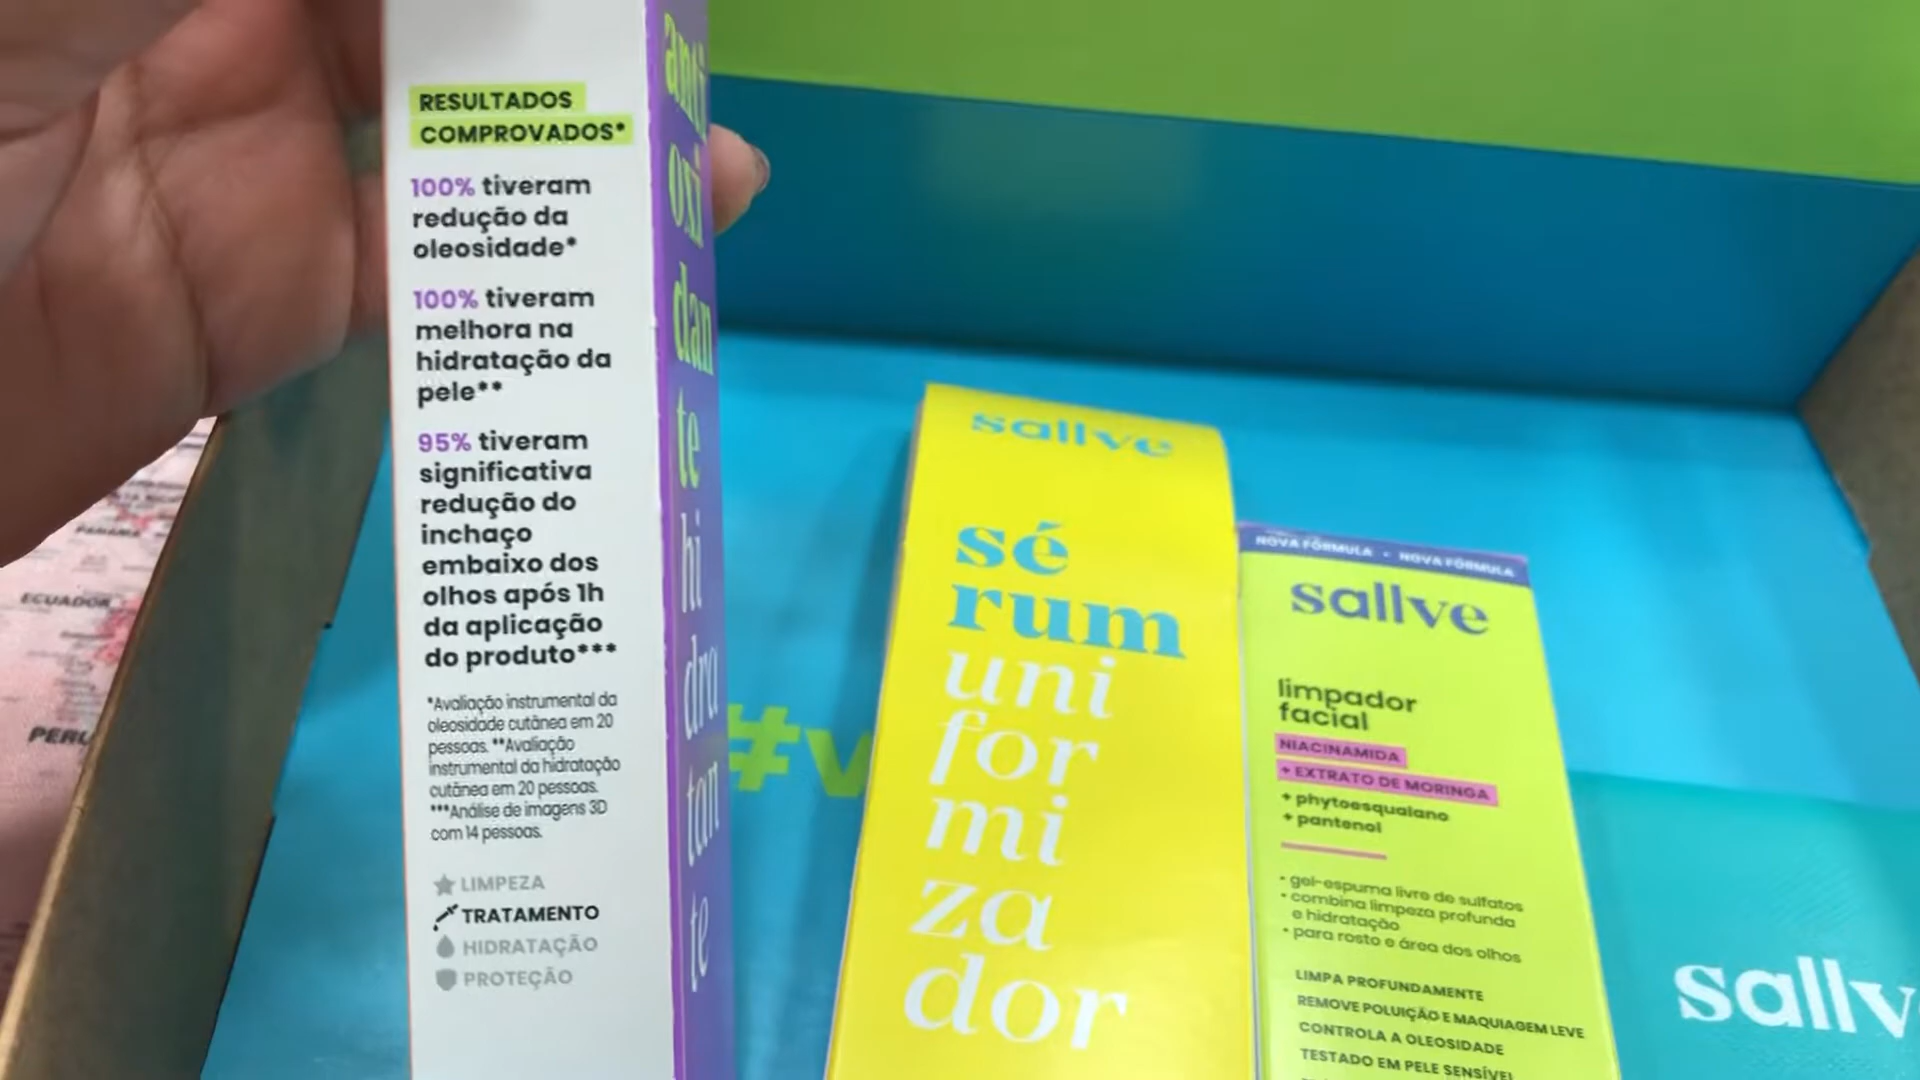 RESULTADOS
COMPROVADOS*
100% tiveram
redução da
oleosidade*
100% tiveram
melhora na
hidratação da
pele**
95% tiveram
significativa
redução do
inchaço
embaixo dos
olhos após 1h
da aplicação
do produto***
*Avaliação instrumental da
oleosidade cutânea em 20
pessoas. **Avaliação
instrumental da hidratação
cutânea em 20 pessoas.
***Análise de imagens 3D
com 14 pessoas.
LIMPEZA
TRATAMENTO
HIDRATAÇÃO
PROTEÇÃO
anti
oxi
dan
te
hi
dra
tan
te
#v
sallve
sé
rum
uni
for
mi
za
dor
NOVA FÓRMULA • NOVA FÓRMULA
sallve
limpador
facial
NIACINAMIDA
+ EXTRATO DE MORINGA
+ phytoesqualano
+ pantenol
• gel-espuma livre de sulfatos
• combina limpeza profunda
e hidratação
• para rosto e área dos olhos
LIMPA PROFUNDAMENTE
REMOVE POLUIÇÃO E MAQUIAGEM LEVE
CONTROLA A OLEOSIDADE
TESTADO EM PELE SENSÍVEL
sallv
PANAMA
ECUADOR
PERU